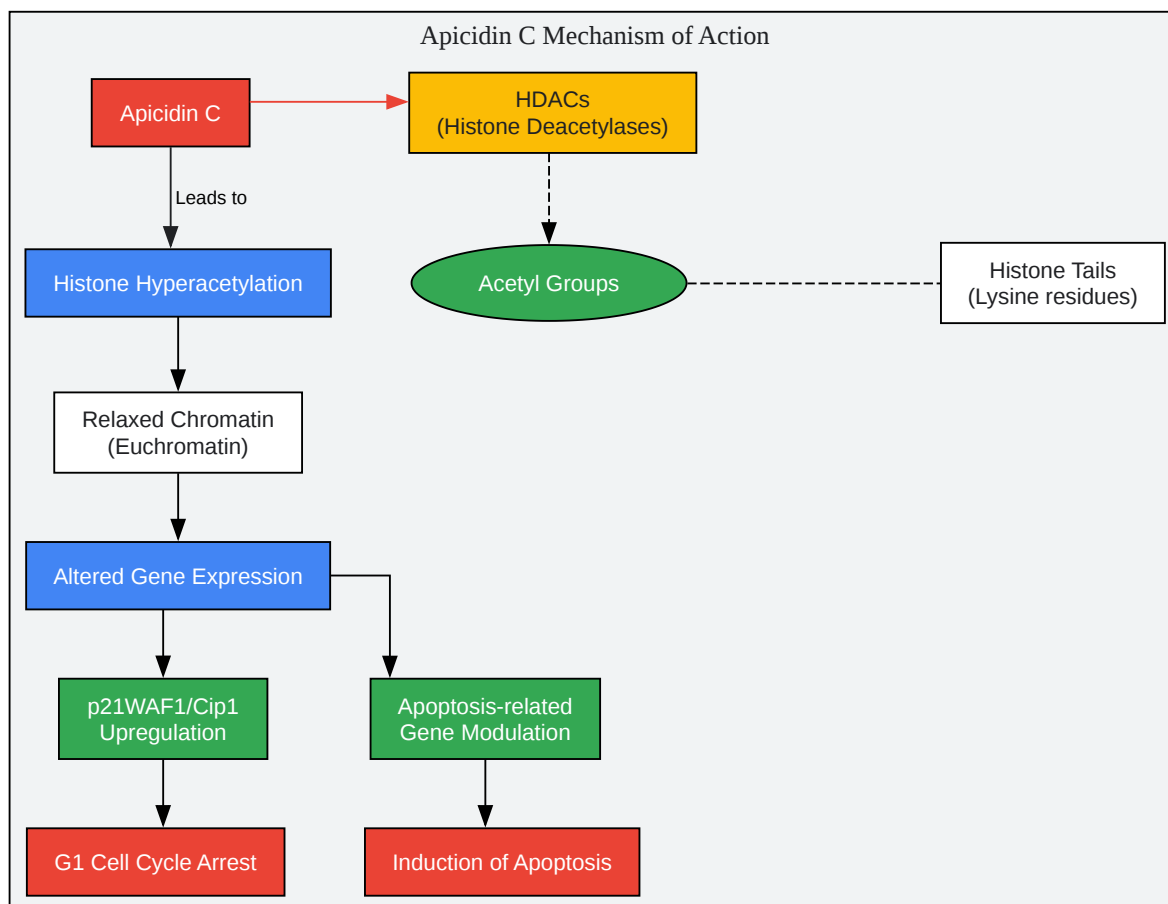 Apicidin C Mechanism of Action
Apicidin C
HDACs
(Histone Deacetylases)
Leads to
Histone Hyperacetylation
Acetyl Groups
Histone Tails
(Lysine residues)
Relaxed Chromatin
(Euchromatin)
Altered Gene Expression
p21WAF1/Cip1
Upregulation
Apoptosis-related
Gene Modulation
G1 Cell Cycle Arrest
Induction of Apoptosis